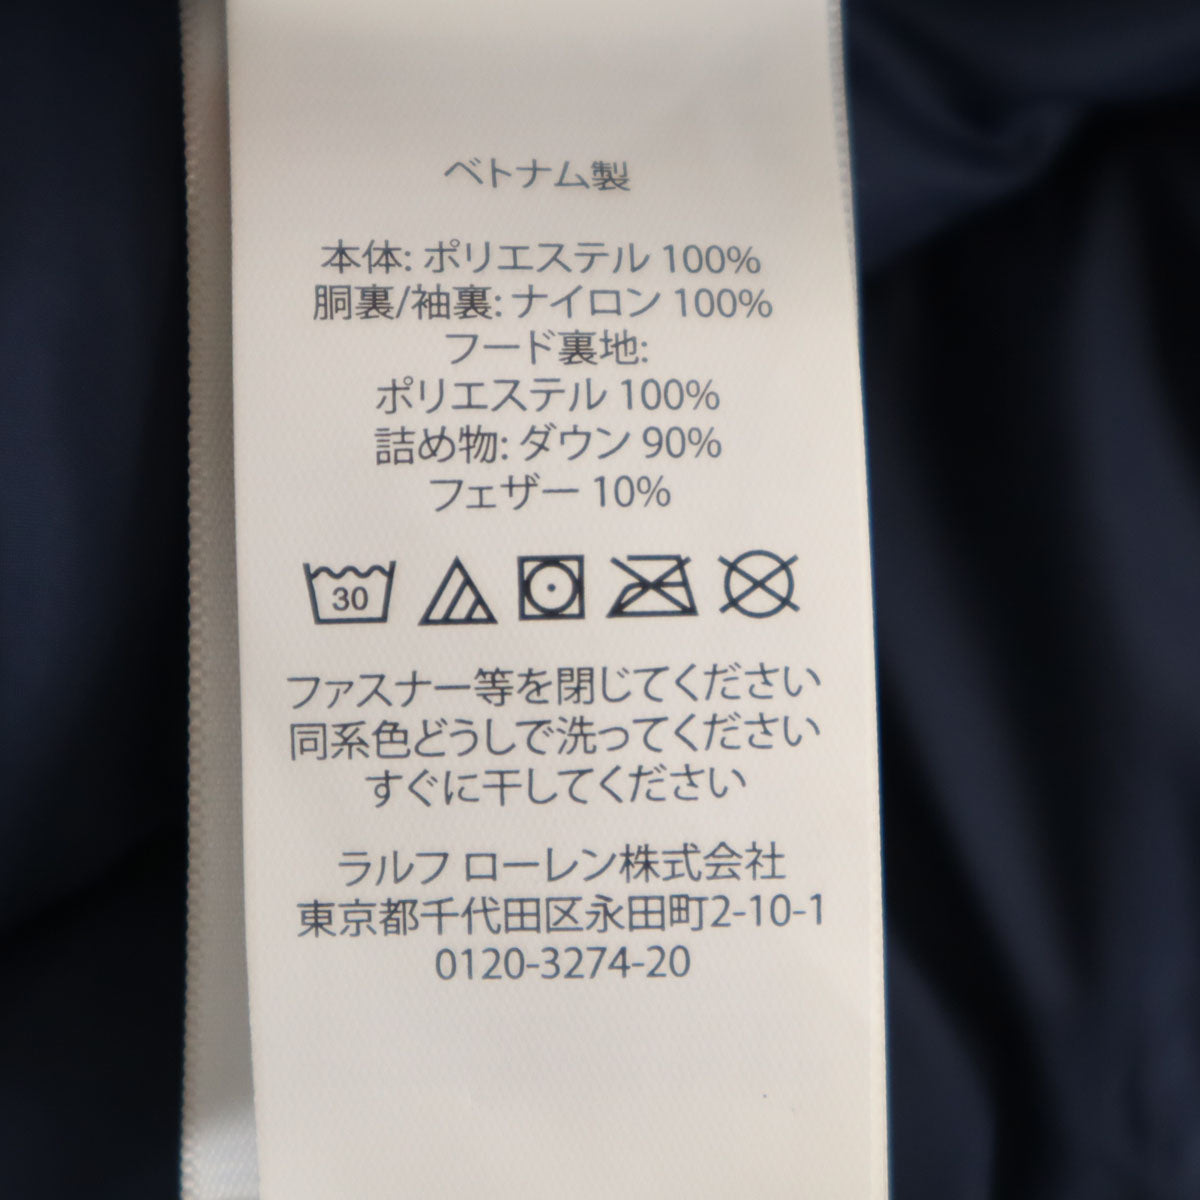 ベトナム製
本体: ポリエステル 100%
胴裏/袖裏: ナイロン 100%
フード裏地:
ポリエステル 100%
詰め物: ダウン 90%
フェザー 10%
30
ファスナー等を閉じてください
同系色どうしで洗ってください
すぐに干してください
ラルフ ローレン株式会社
東京都千代田区永田町2-10-1
0120-3274-20